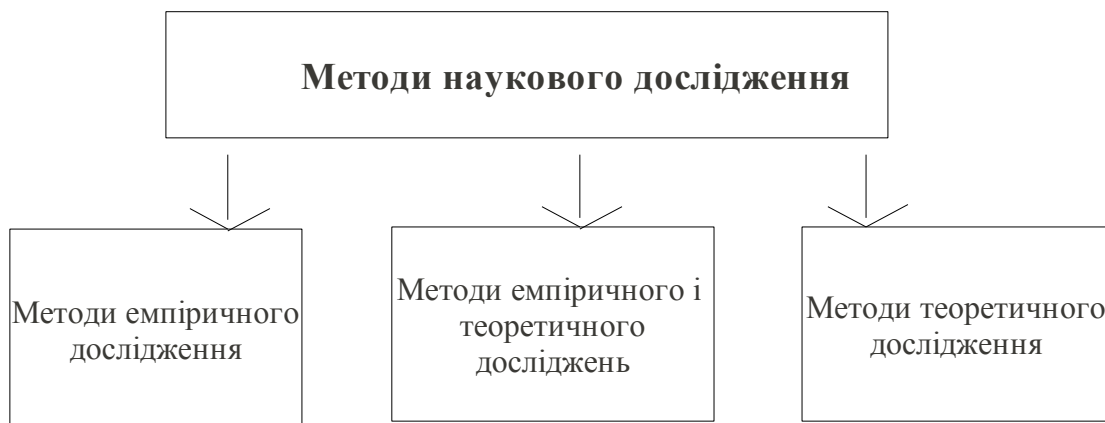 Методи наукового дослідження
Методи емпіричного
дослідження
Методи емпіричного і
теоретичного
досліджень
Методи теоретичного
дослідження